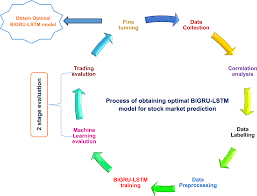 Obtain Optimal
BIGRU-LSTM model
Fine
tunning
Data
Collection
Correlation
analysis
Data
Labelling
Data
Preprocessing
BIGRU-LSTM
training
Machine
Learning
evalution
Trading
evalution
2 stage evaluation
Process of obtaining optimal BIGRU-LSTM
model for stock market prediction